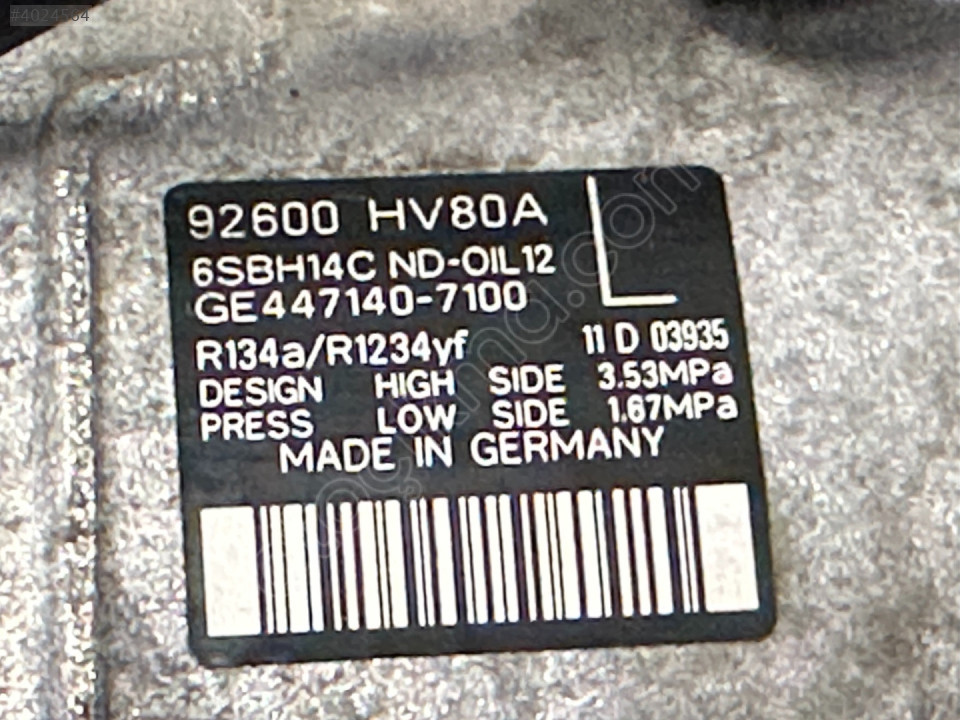 #4024564
92600 HV80A
L
6SBH14C ND-OIL12
GE447140-7100
R134a/R1234yf 11 D 03935
DESIGN HIGH SIDE 3.53MPa
PRESS LOW SIDE 1.67MPa
MADE IN GERMANY